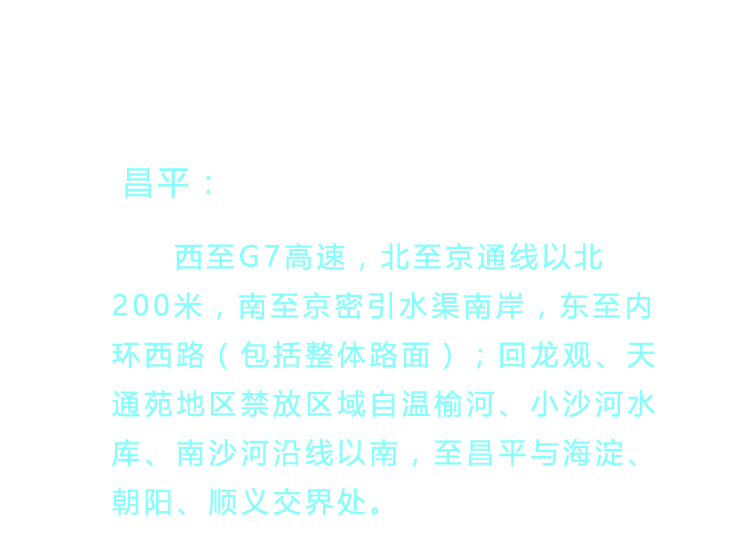 昌平：
西至G7高速，北至京通线以北
200米，南至京密引水渠南岸，东至内
环西路（包括整体路面）；回龙观、天
通苑地区禁放区域自温榆河、小沙河水
库、南沙河沿线以南，至昌平与海淀、
朝阳、顺义交界处。